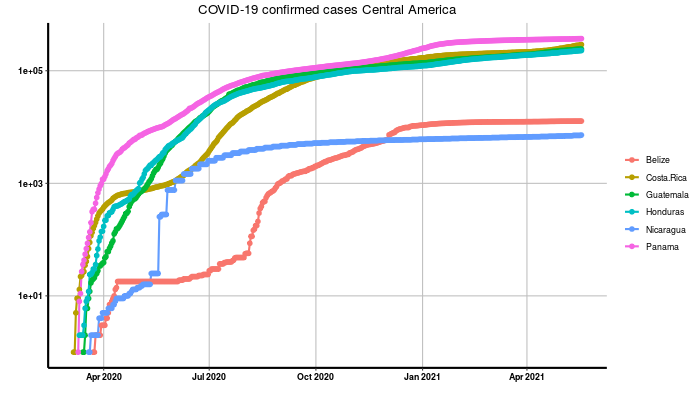 COVID-19 confirmed cases Central America
1e+05
1e+03
1e+01
Apr 2020
Jul 2020
Oct 2020
Jan 2021
Apr 2021
Belize
Costa.Rica
Guatemala
Honduras
Nicaragua
Panama